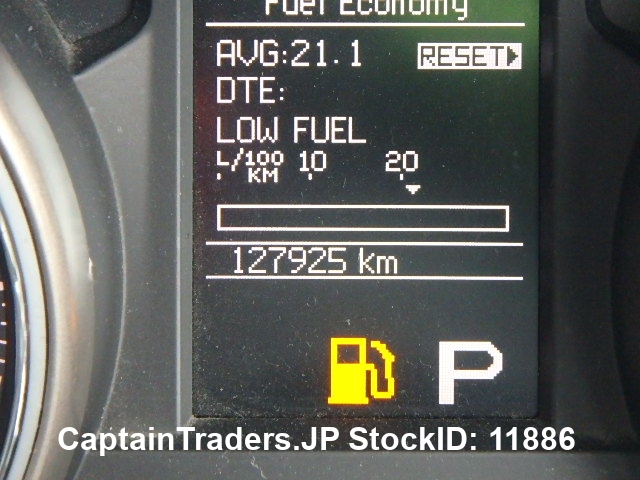 Fuel Economy
AVG:21.1 RESET
DTE:
LOW FUEL
L/100 KM 10 20
127925 km
P
CaptainTraders.JP StockID: 11886